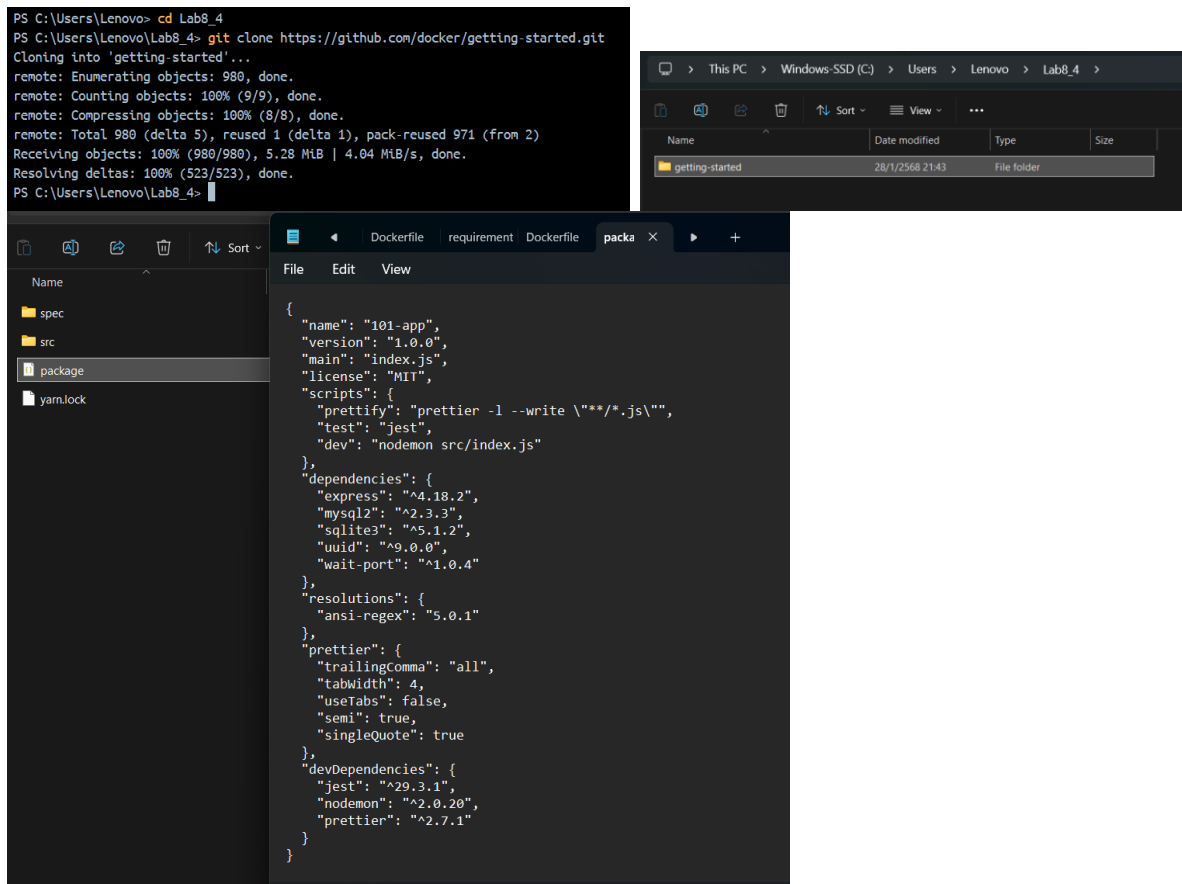 PS C:\Users\Lenovo> cd Lab8_4
PS C:\Users\Lenovo\Lab8_4> git clone https://github.com/docker/getting-started.git
Cloning into 'getting-started'...
remote: Enumerating objects: 980, done.
remote: Counting objects: 100% (9/9), done.
remote: Compressing objects: 100% (8/8), done.
remote: Total 980 (delta 5), reused 1 (delta 1), pack-reused 971 (from 2)
Receiving objects: 100% (980/980), 5.28 MiB | 4.04 MiB/s, done.
Resolving deltas: 100% (523/523), done.
PS C:\Users\Lenovo\Lab8_4>
This PC > Windows-SSD (C:) > Users > Lenovo > Lab8_4 >
Sort View ...
Name Date modified Type Size
getting-started 28/1/2568 21:43 File folder
Sort
Name
spec
src
package
yarn.lock
Dockerfile requirement Dockerfile packa
File Edit View
{
  "name": "101-app",
  "version": "1.0.0",
  "main": "index.js",
  "license": "MIT",
  "scripts": {
    "prettify": "prettier -l --write \"**/*.js\"",
    "test": "jest",
    "dev": "nodemon src/index.js"
  },
  "dependencies": {
    "express": "^4.18.2",
    "mysql2": "^2.3.3",
    "sqlite3": "^5.1.2",
    "uuid": "^9.0.0",
    "wait-port": "^1.0.4"
  },
  "resolutions": {
    "ansi-regex": "5.0.1"
  },
  "prettier": {
    "trailingComma": "all",
    "tabWidth": 4,
    "useTabs": false,
    "semi": true,
    "singleQuote": true
  },
  "devDependencies": {
    "jest": "^29.3.1",
    "nodemon": "^2.0.20",
    "prettier": "^2.7.1"
  }
}